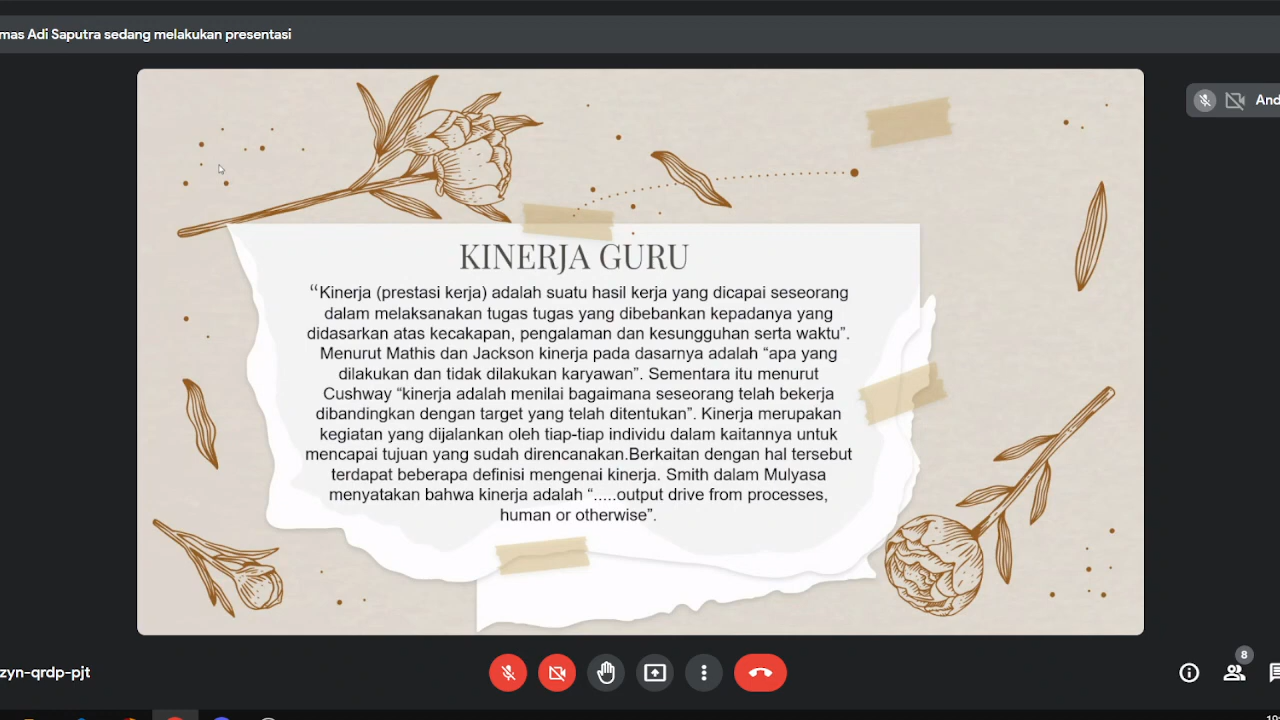 mas Adi Saputra sedang melakukan presentasi
And
KINERJA GURU
“Kinerja (prestasi kerja) adalah suatu hasil kerja yang dicapai seseorang
dalam melaksanakan tugas tugas yang dibebankan kepadanya yang
didasarkan atas kecakapan, pengalaman dan kesungguhan serta waktu”.
Menurut Mathis dan Jackson kinerja pada dasarnya adalah “apa yang
dilakukan dan tidak dilakukan karyawan”. Sementara itu menurut
Cushway “kinerja adalah menilai bagaimana seseorang telah bekerja
dibandingkan dengan target yang telah ditentukan”. Kinerja merupakan
kegiatan yang dijalankan oleh tiap-tiap individu dalam kaitannya untuk
mencapai tujuan yang sudah direncanakan.Berkaitan dengan hal tersebut
terdapat beberapa definisi mengenai kinerja. Smith dalam Mulyasa
menyatakan bahwa kinerja adalah “.....output drive from processes,
human or otherwise”.
zyn-qrdp-pjt
8